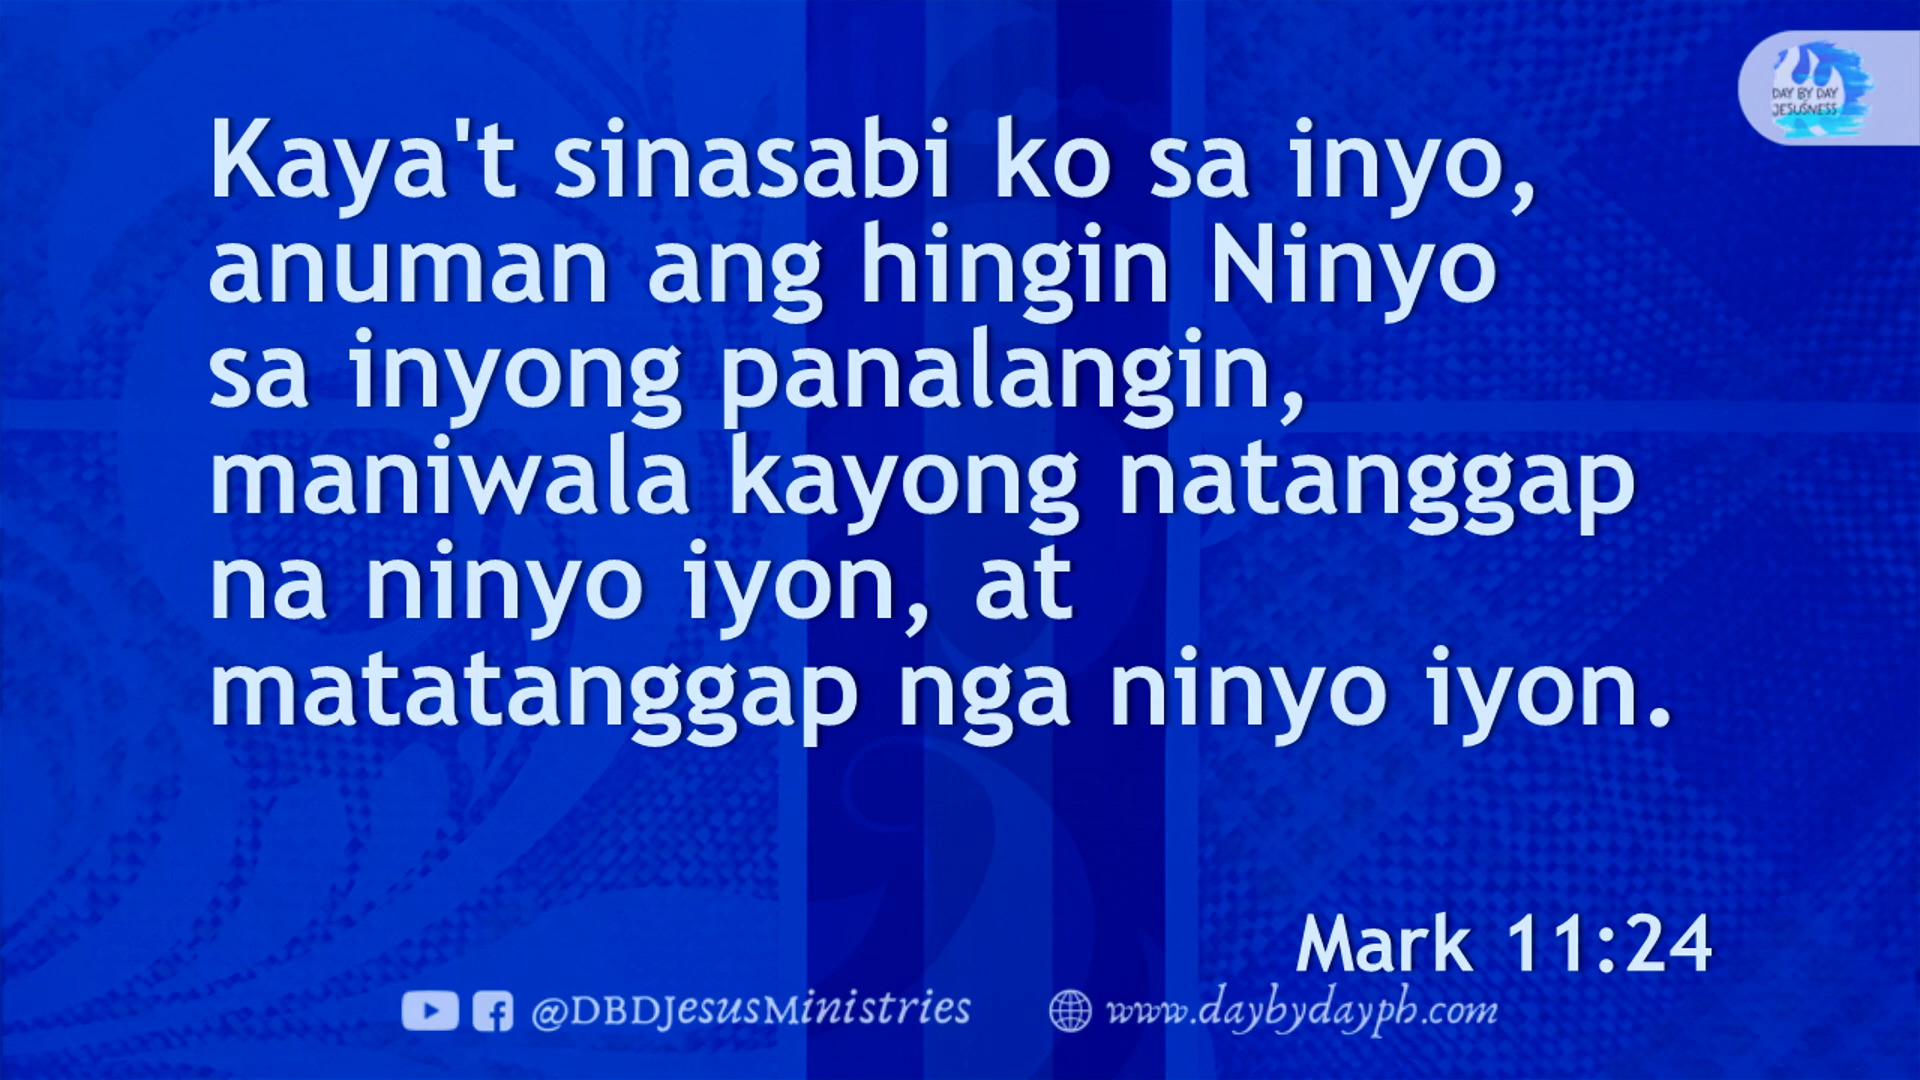 DAY BY DAY
JESUSNESS
Kaya't sinasabi ko sa inyo,
anuman ang hingin Ninyo
sa inyong panalangin,
maniwala kayong natanggap
na ninyo iyon, at
matatanggap nga ninyo iyon.
Mark 11:24
@DBDJesusMinistries
www.daybydayph.com